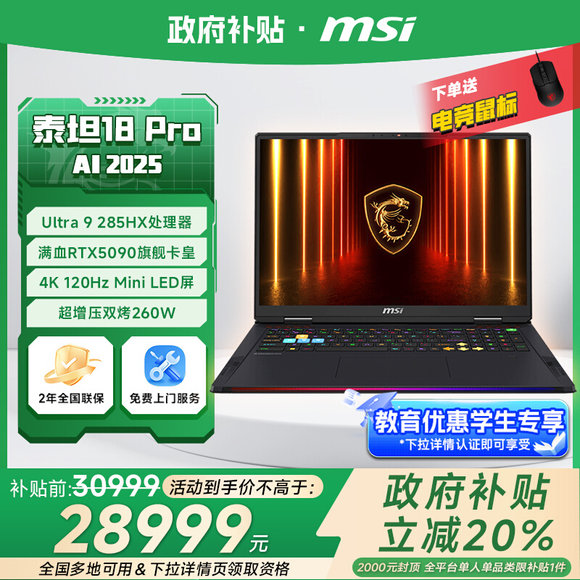 政府补贴·msi
下单送
电竞鼠标
泰坦18 Pro
AI 2025
Ultra 9 285HX处理器
满血RTX5090旗舰卡皇
4K 120Hz Mini LED屏
超增压双烤260W
2年全国联保
免费上门服务
msi
教育优惠学生专享
*下拉详情认证即可享受
补贴前:30999
活动到手价不高于:
28999元
全国多地可用&下拉详情页领取资格
政府补贴
立减20%
2000元封顶 全平台单人单品类限补贴1件